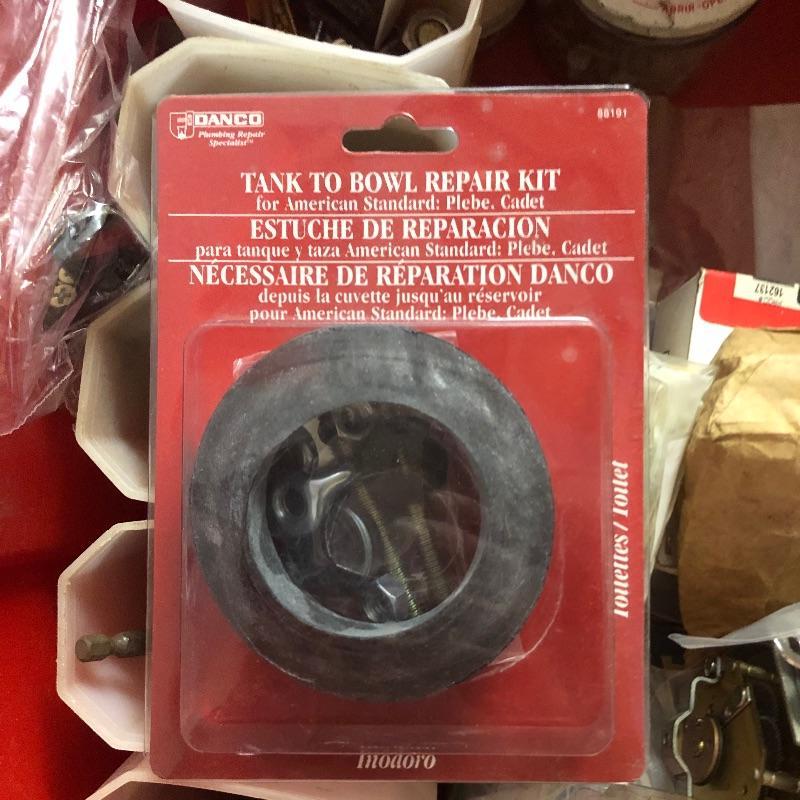 DANCO
Plumbing Repair
Specialist™
88191
TANK TO BOWL REPAIR KIT
for American Standard: Plebe, Cadet
ESTUCHE DE REPARACION
para tanque y taza American Standard: Plebe, Cadet
NÉCESSAIRE DE RÉPARATION DANCO
depuis la cuvette jusqu'au réservoir
pour American Standard: Plebe, Cadet
Toilettes / Toilet
Inodoro
162137